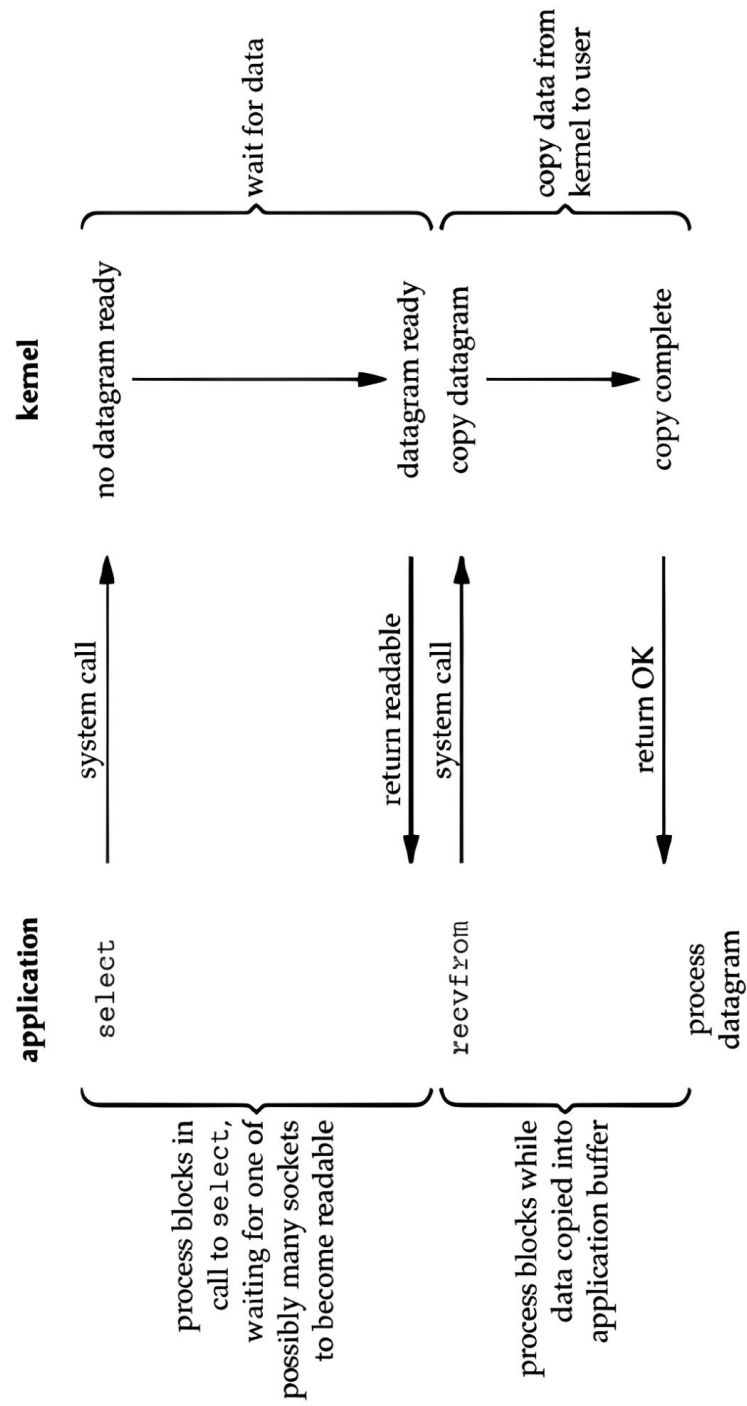 application
kernel
select
system call
no datagram ready
process blocks in
call to select,
waiting for one of
possibly many sockets
to become readable
wait for data
return readable
datagram ready
recvfrom
system call
copy datagram
process blocks while
data copied into
application buffer
copy data from
kernel to user
return OK
copy complete
process
datagram